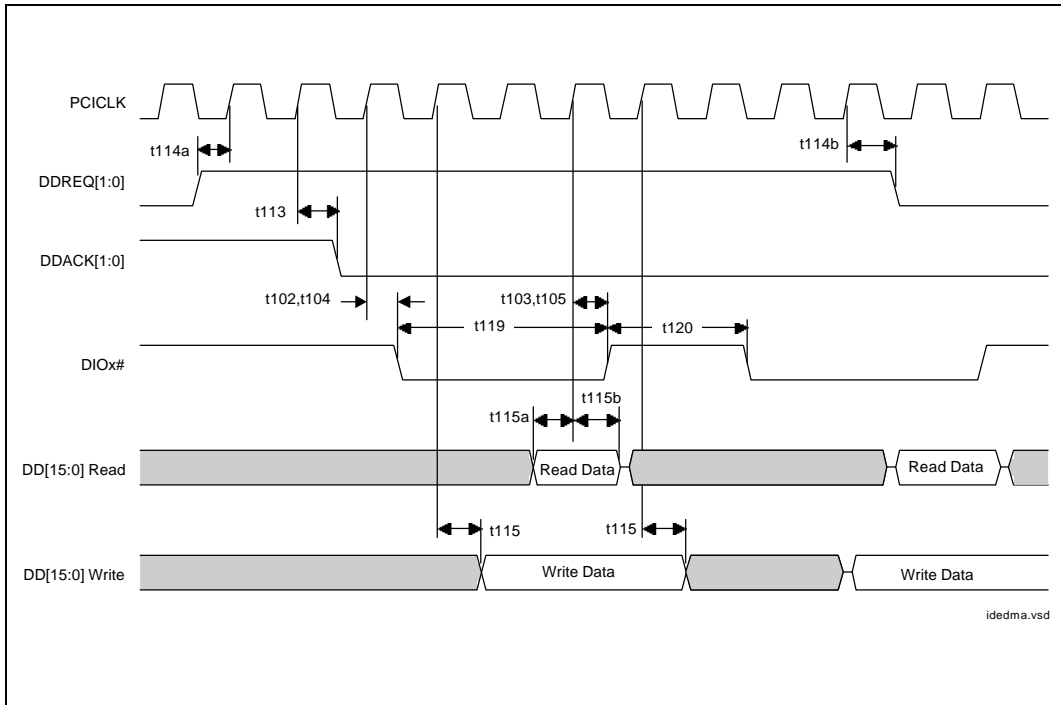 PCICLK
t114a
t114b
DDREQ[1:0]
t113
DDACK[1:0]
t102,t104
t103,t105
t119
t120
DIOx#
t115a
t115b
DD[15:0] Read
Read Data
Read Data
t115
t115
DD[15:0] Write
Write Data
Write Data
idedma.vsd